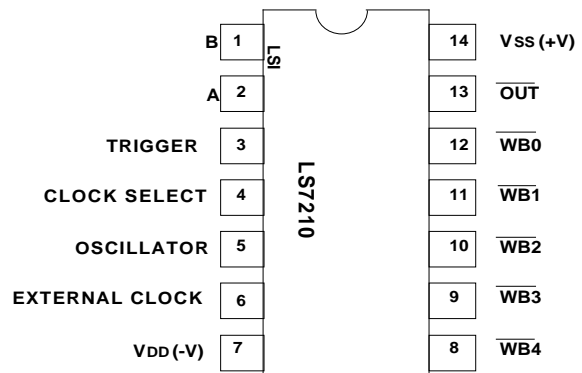 B 1 14 VSS (+V)
LSI
A 2 13 OUT
TRIGGER 3 12 WB0
CLOCK SELECT 4 11 WB1
LS7210
OSCILLATOR 5 10 WB2
EXTERNAL CLOCK 6 9 WB3
VDD (-V) 7 8 WB4